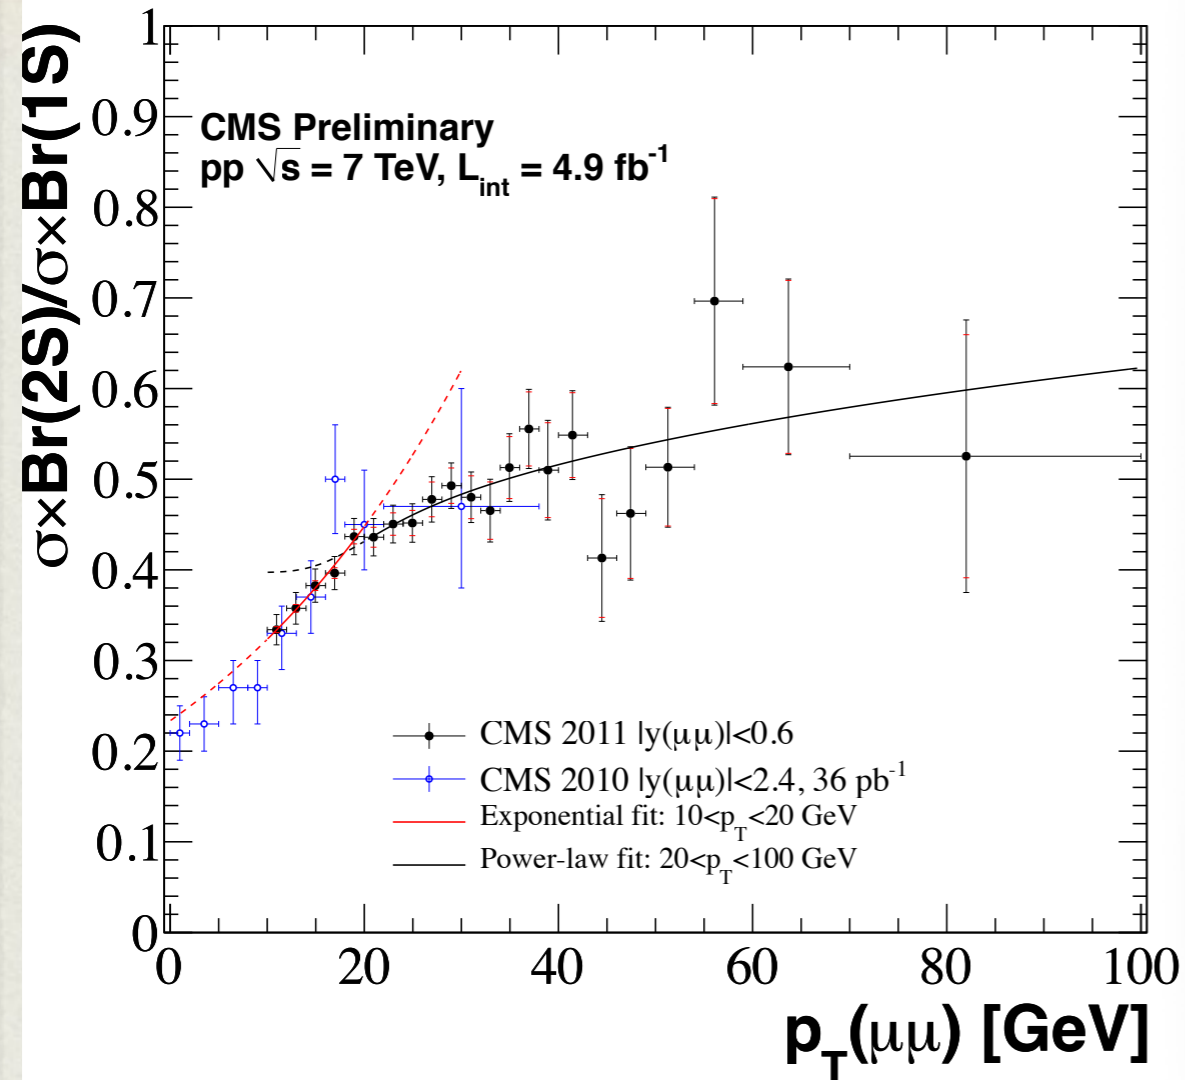 σ×Br(2S)/σ×Br(1S)
1
0.9
0.8
0.7
0.6
0.5
0.4
0.3
0.2
0.1
0
CMS Preliminary
pp √s = 7 TeV, L_int = 4.9 fb⁻¹
CMS 2011 |y(μμ)|<0.6
CMS 2010 |y(μμ)|<2.4, 36 pb⁻¹
Exponential fit: 10<p_T<20 GeV
Power-law fit: 20<p_T<100 GeV
0 20 40 60 80 100
p_T(μμ) [GeV]